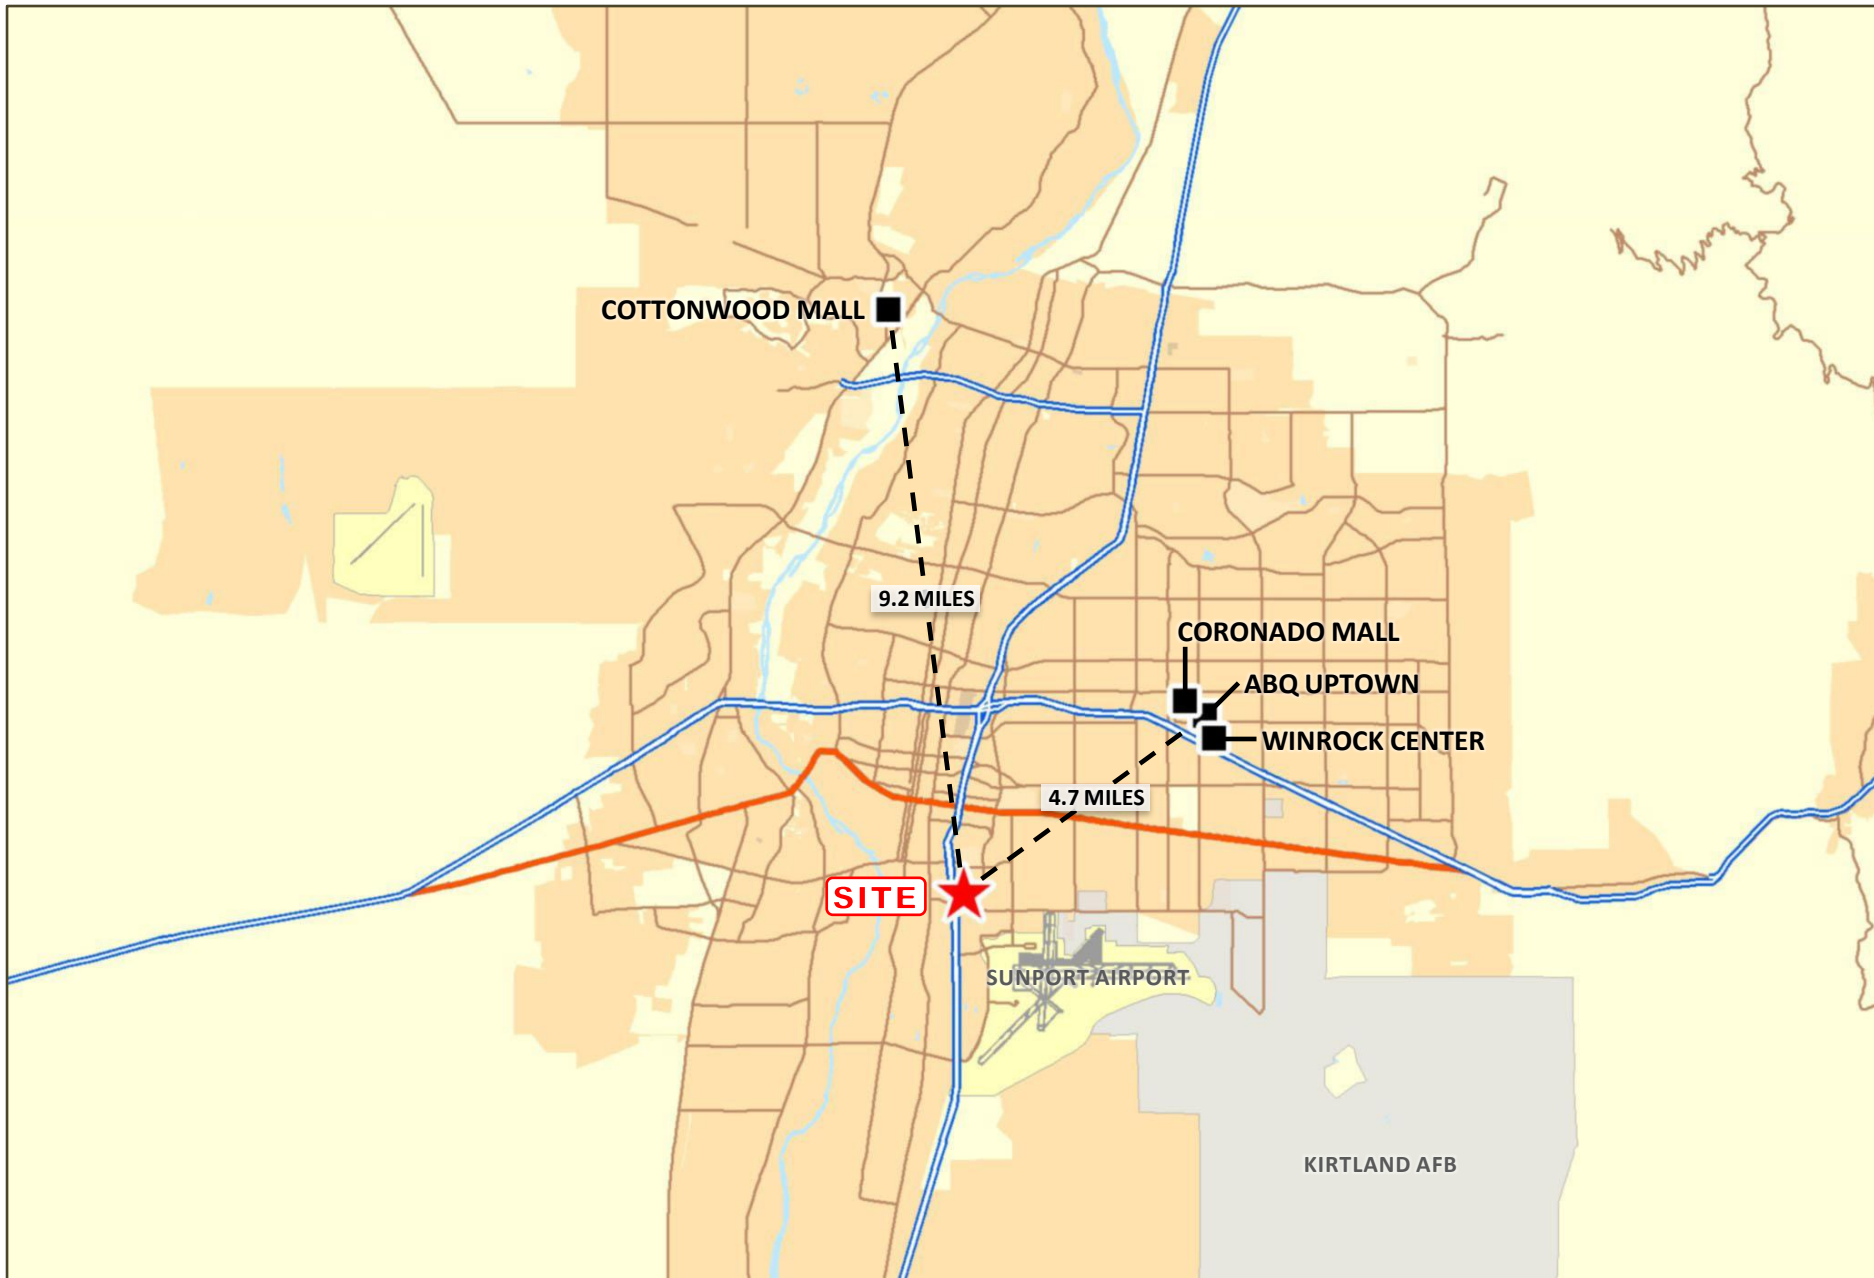 COTTONWOOD MALL
9.2 MILES
CORONADO MALL
ABQ UPTOWN
WINROCK CENTER
4.7 MILES
SITE
SUNPORT AIRPORT
KIRTLAND AFB